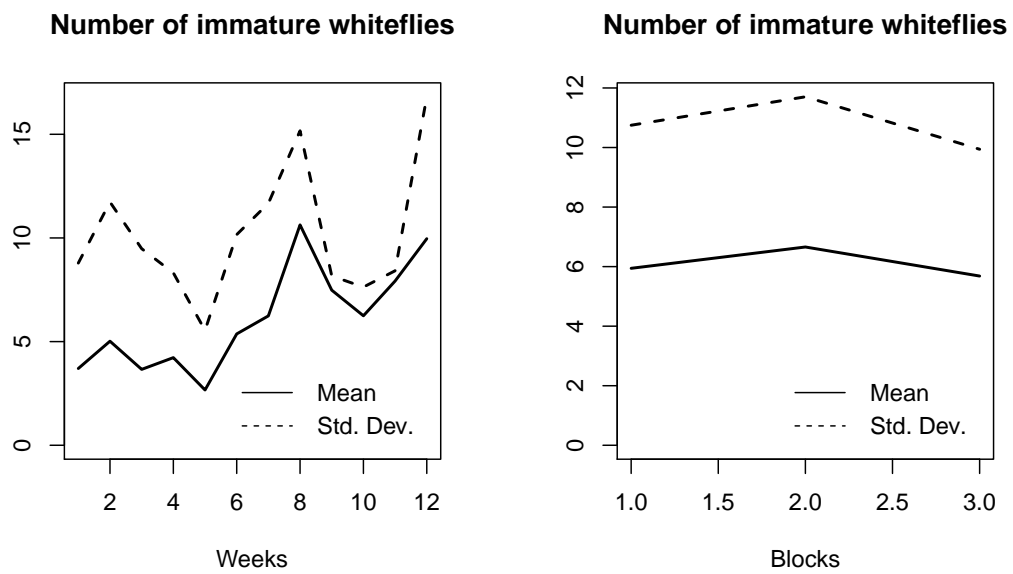 Number of immature whiteflies
15
10
5
0
Mean
Std. Dev.
2 4 6 8 10 12
Weeks
Number of immature whiteflies
12
10
8
6
4
2
0
Mean
Std. Dev.
1.0 1.5 2.0 2.5 3.0
Blocks